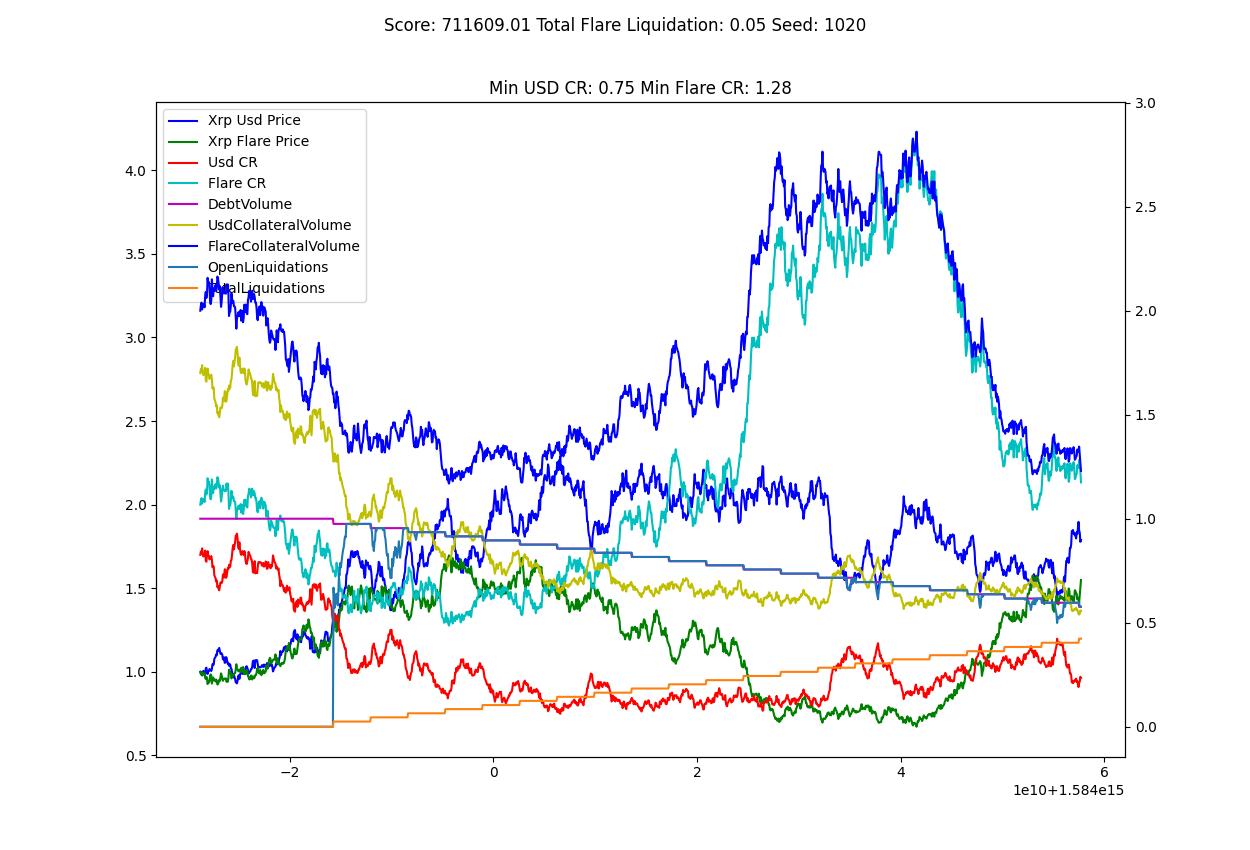 Score: 711609.01 Total Flare Liquidation: 0.05 Seed: 1020
Min USD CR: 0.75 Min Flare CR: 1.28
Xrp Usd Price
Xrp Flare Price
Usd CR
Flare CR
DebtVolume
UsdCollateralVolume
FlareCollateralVolume
OpenLiquidations
TotalLiquidations
4.0
3.5
3.0
2.5
2.0
1.5
1.0
0.5
3.0
2.5
2.0
1.5
1.0
0.5
0.0
−2 0 2 4 6
1e10+1.584e15